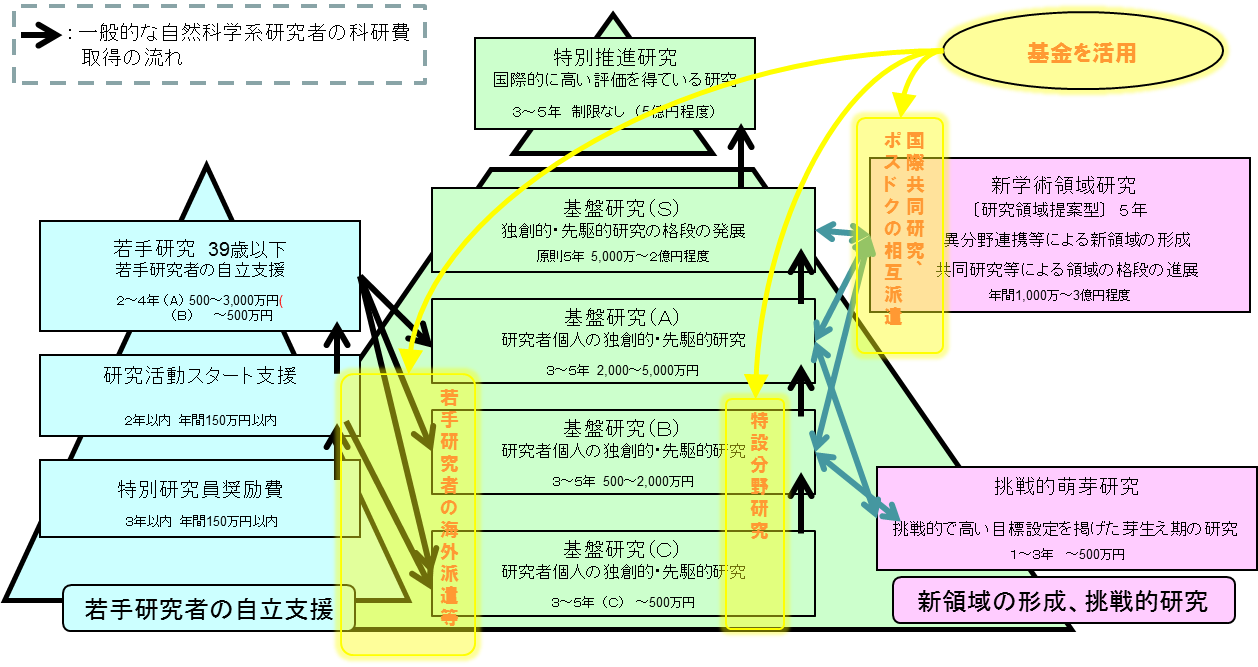 ：一般的な自然科学系研究者の科研費
取得の流れ
基金を活用
特別推進研究
国際的に高い評価を得ている研究
３～５年　制限なし　（５億円程度）
国際共同研究、
ポスドクの相互派遣
新学術領域研究
〔研究領域提案型〕 ５年
異分野連携等による新領域の形成
共同研究等による領域の格段の進展
年間1,000万～3億円程度
基盤研究（Ｓ）
独創的・先駆的研究の格段の発展
原則5年 5,000万～2億円程度
若手研究　39歳以下
若手研究者の自立支援
２～４年（Ａ） 500～3,000万円(
（Ｂ）　～500万円
基盤研究（Ａ）
研究者個人の独創的・先駆的研究
３～５年 2,000～5,000万円
研究活動スタート支援
2年以内 年間150万円以内
若手研究者の海外派遣等
特設分野研究
基盤研究（Ｂ）
研究者個人の独創的・先駆的研究
３～５年 500～2,000万円
特別研究員奨励費
3年以内 年間150万円以内
挑戦的萌芽研究
挑戦的で高い目標設定を掲げた芽生え期の研究
１～３年　～500万円
基盤研究（Ｃ）
研究者個人の独創的・先駆的研究
３～５年（Ｃ） ～500万円
若手研究者の自立支援
新領域の形成、挑戦的研究